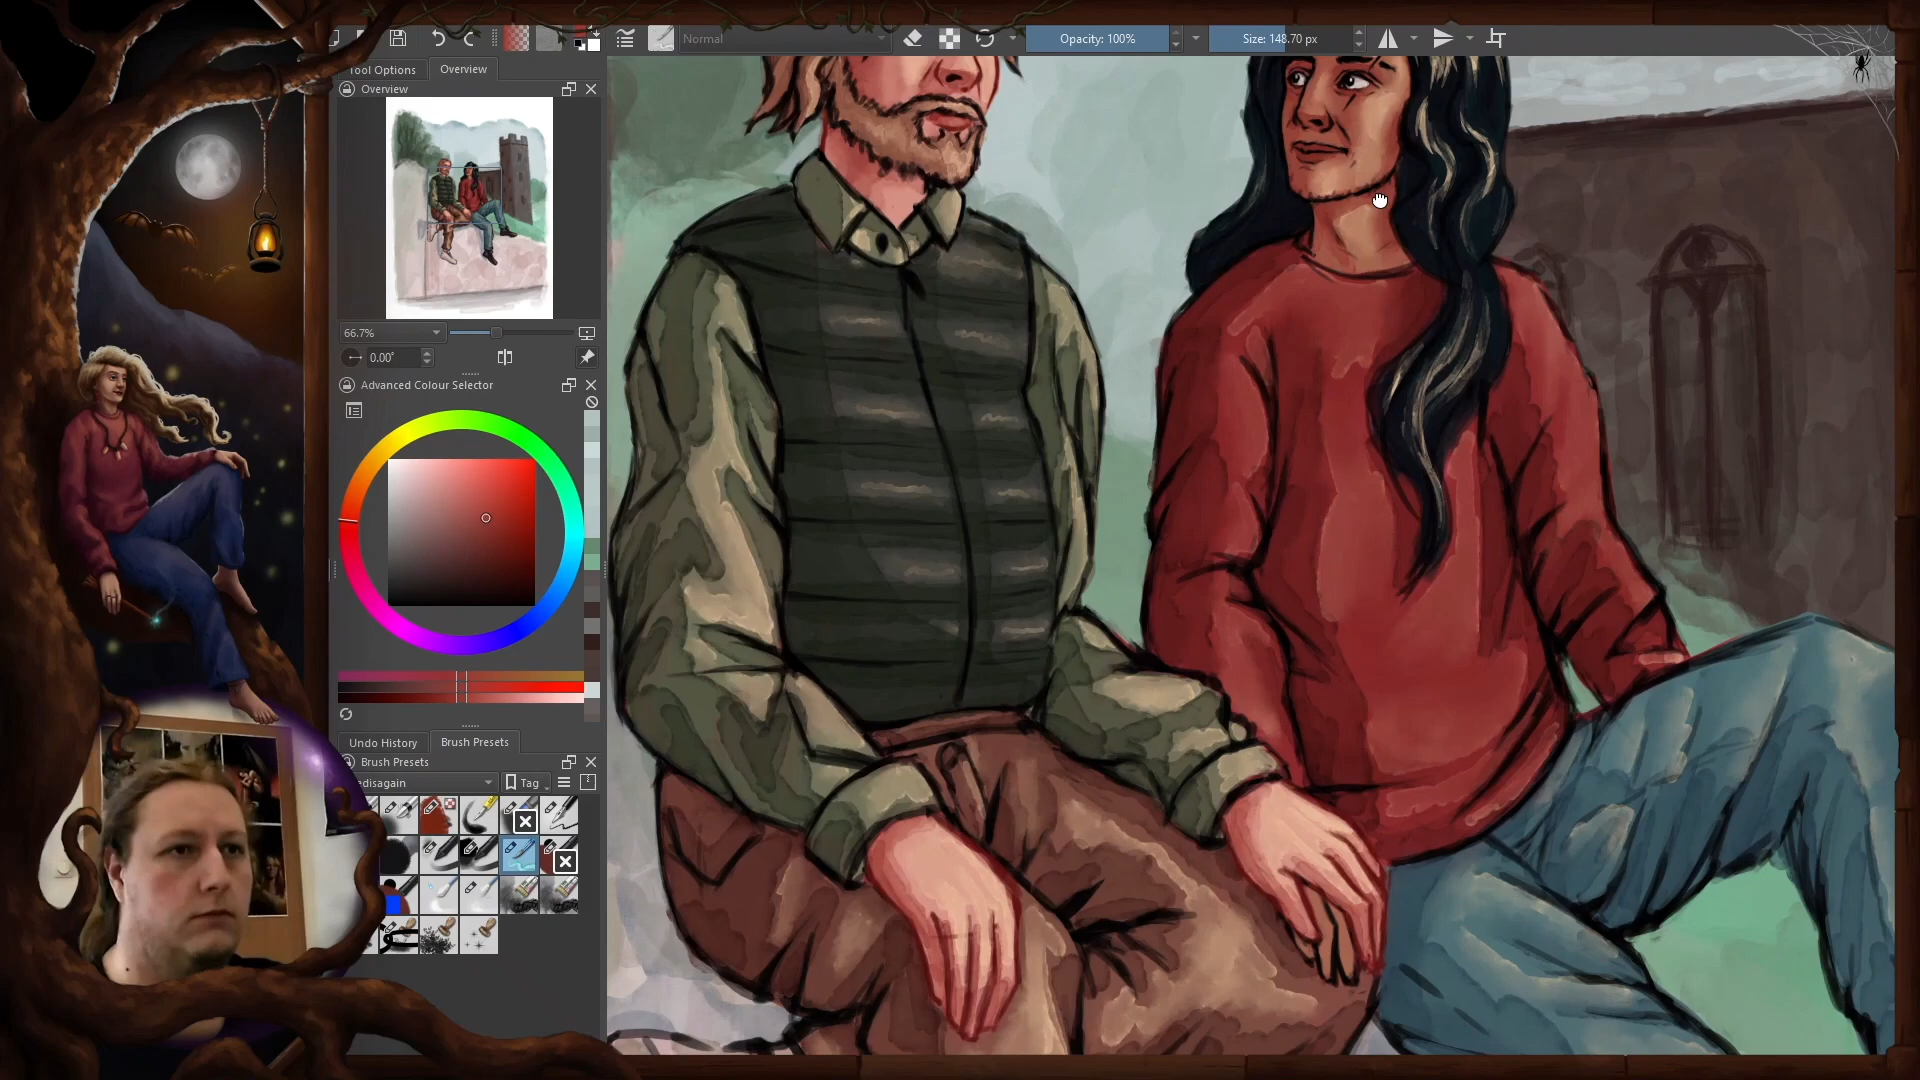 Normal
Opacity: 100%
Size: 148.70 px
Tool Options
Overview
Overview
66.7%
0.00°
Advanced Colour Selector
Undo History
Brush Presets
Brush Presets
edisagain
Tag